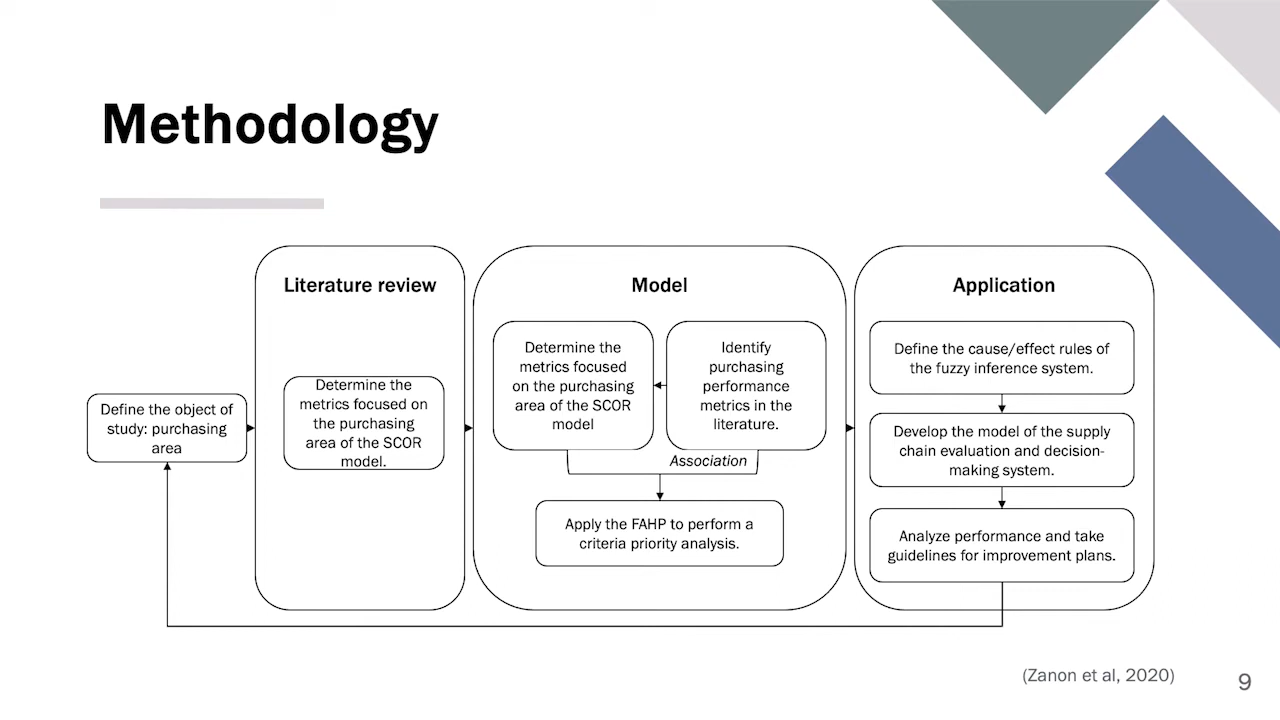 Methodology
Define the object of
study: purchasing
area
Literature review
Determine the
metrics focused on
the purchasing
area of the SCOR
model.
Model
Determine the
metrics focused
on the purchasing
area of the SCOR
model
Identify
purchasing
performance
metrics in the
literature.
Association
Apply the FAHP to perform a
criteria priority analysis.
Application
Define the cause/effect rules of
the fuzzy inference system.
Develop the model of the supply
chain evaluation and decision-
making system.
Analyze performance and take
guidelines for improvement plans.
(Zanon et al, 2020)
9